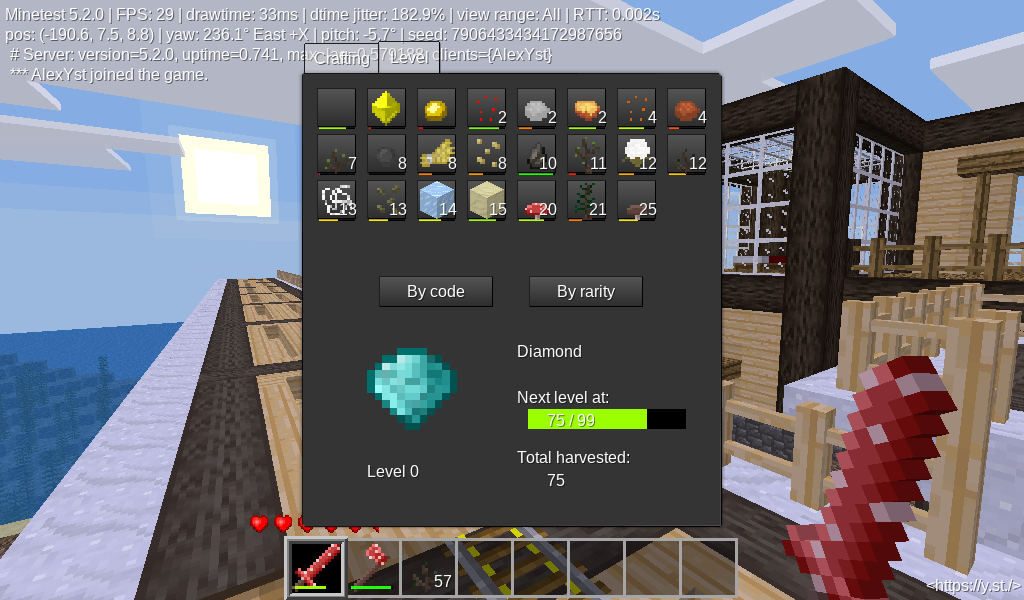 Minetest 5.2.0 | FPS: 29 | drawtime: 33ms | dtime jitter: 182.9% | view range: All | RTT: 0.002s
pos: (-190.6, 7.5, 8.8) | yaw: 236.1° East +X | pitch: -5.7° | seed: 7906433434172987656
# Server: version=5.2.0, uptime=0.741, max_lag=0.579188, clients={AlexYst}
*** AlexYst joined the game.
Crafting Level
2 2 2 4 4
7 8 8 8 10 11 12 12
13 13 14 15 20 21 25
By code By rarity
Diamond
Next level at:
75 / 99
Total harvested:
Level 0
75
57
<https://y.st./>